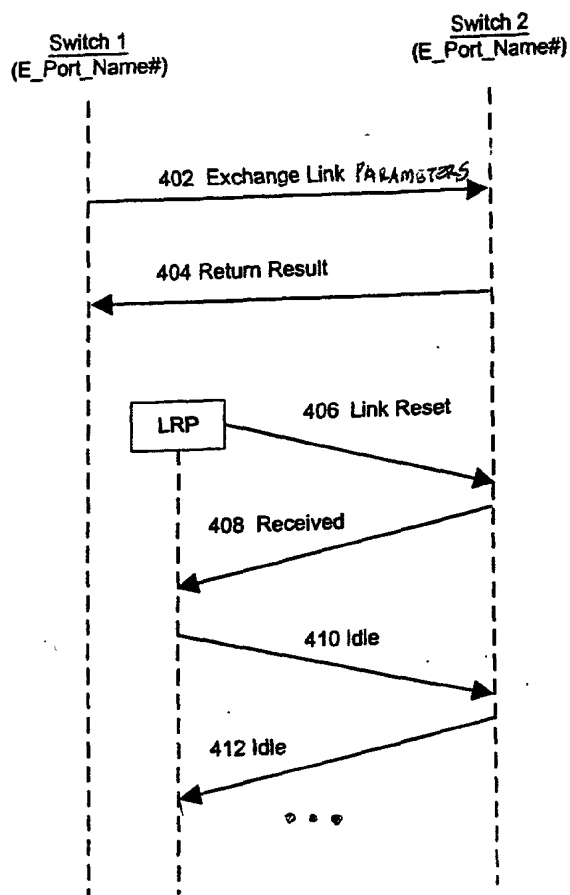 Switch 1
(E_Port_Name#)
Switch 2
(E_Port_Name#)
402 Exchange Link PARAMETERS
404 Return Result
LRP
406 Link Reset
408 Received
410 Idle
412 Idle